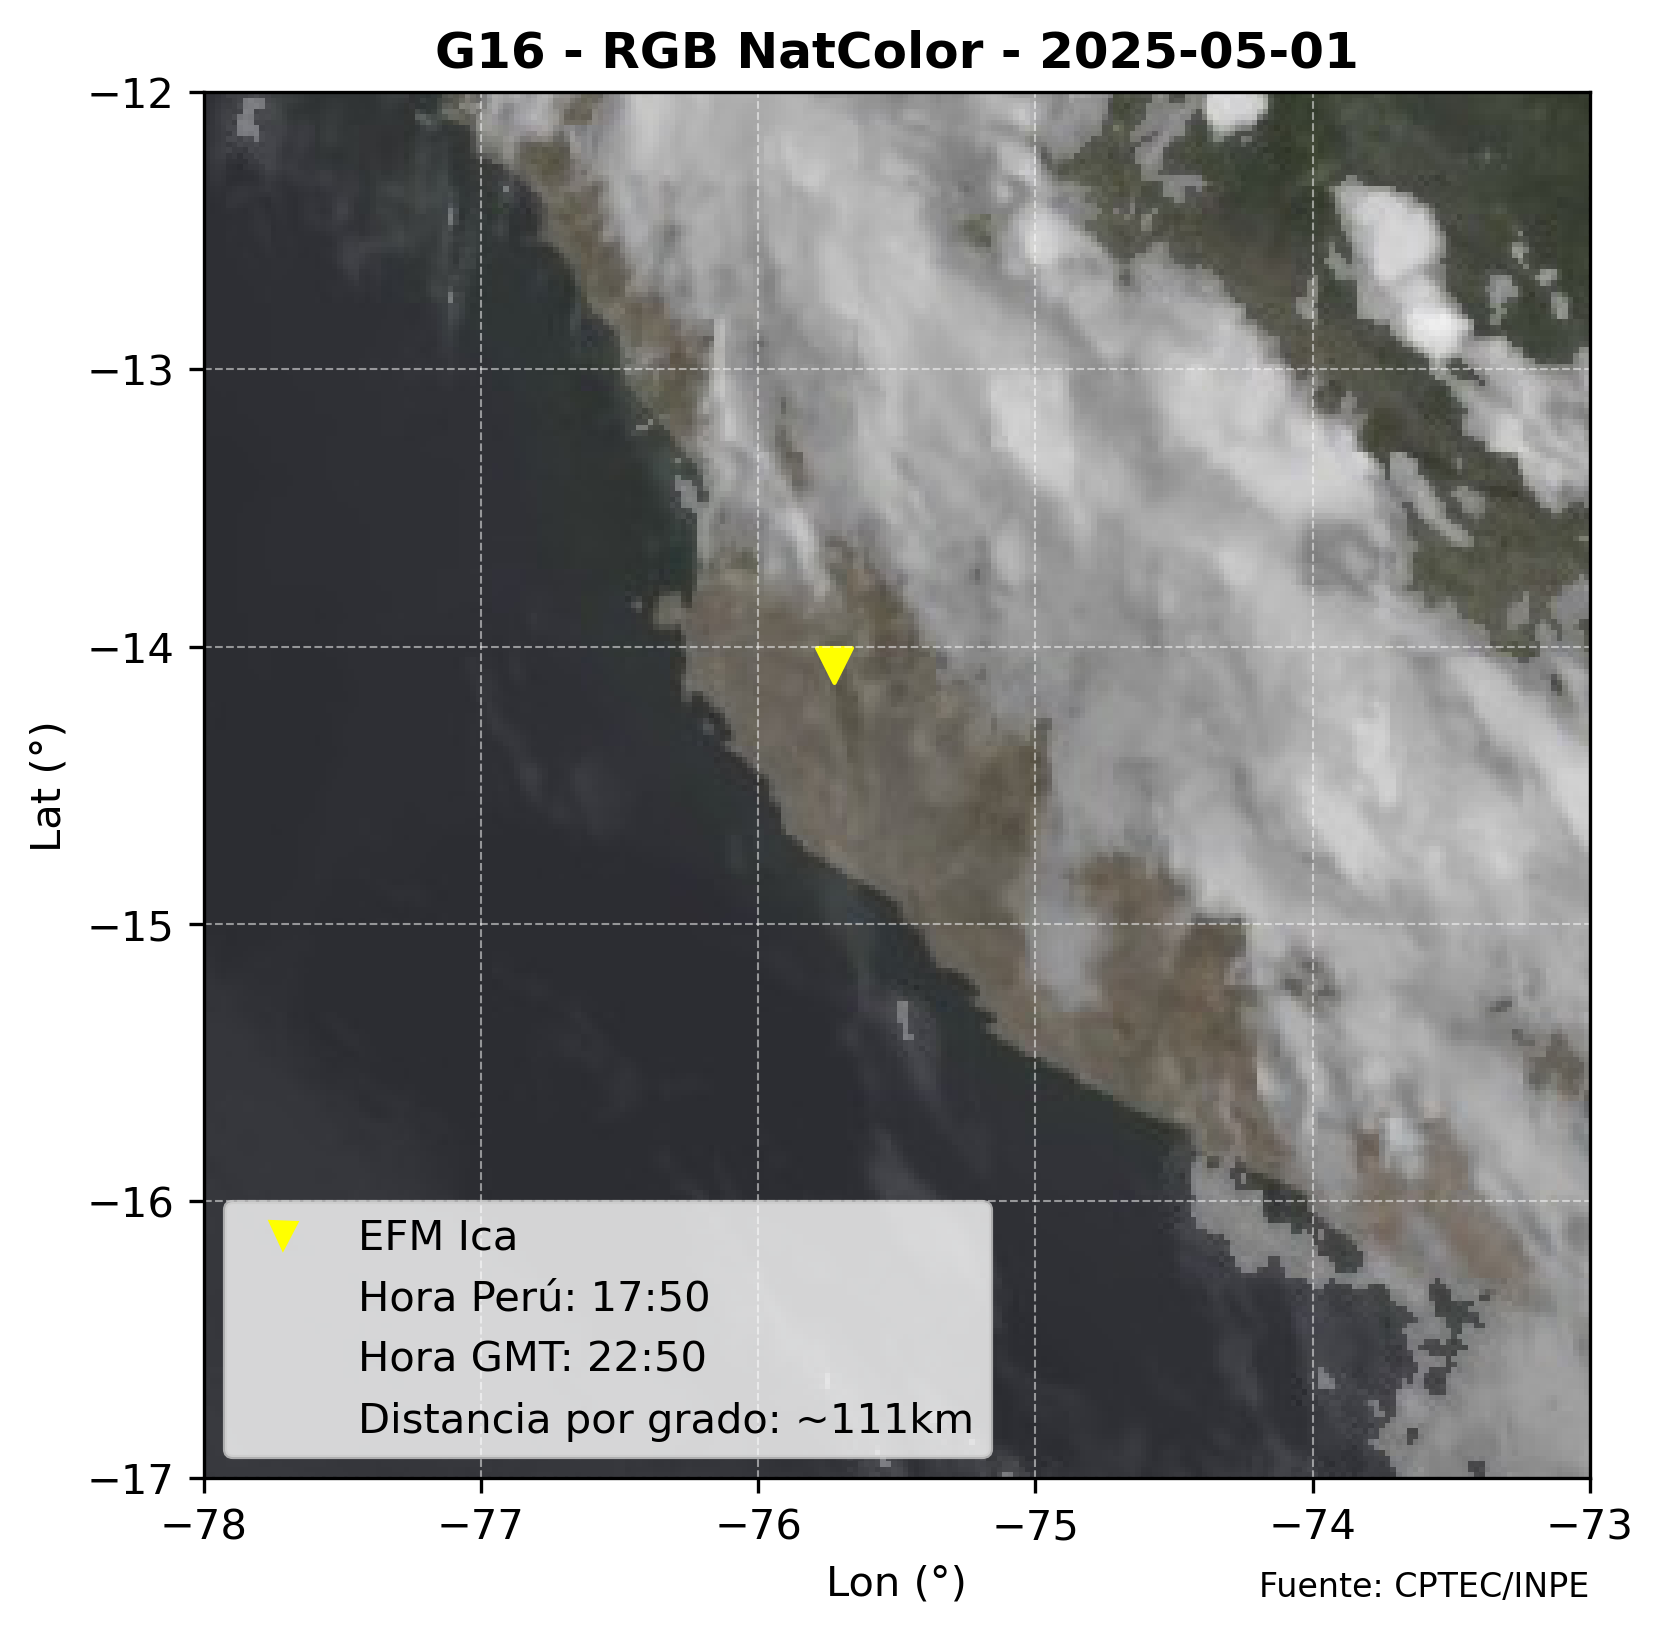 G16 - RGB NatColor - 2025-05-01
−12
−13
−14
−15
−16
−17
Lat (°)
EFM Ica
Hora Perú: 17:50
Hora GMT: 22:50
Distancia por grado: ~111km
−78 −77 −76 −75 −74 −73
Lon (°)
Fuente: CPTEC/INPE